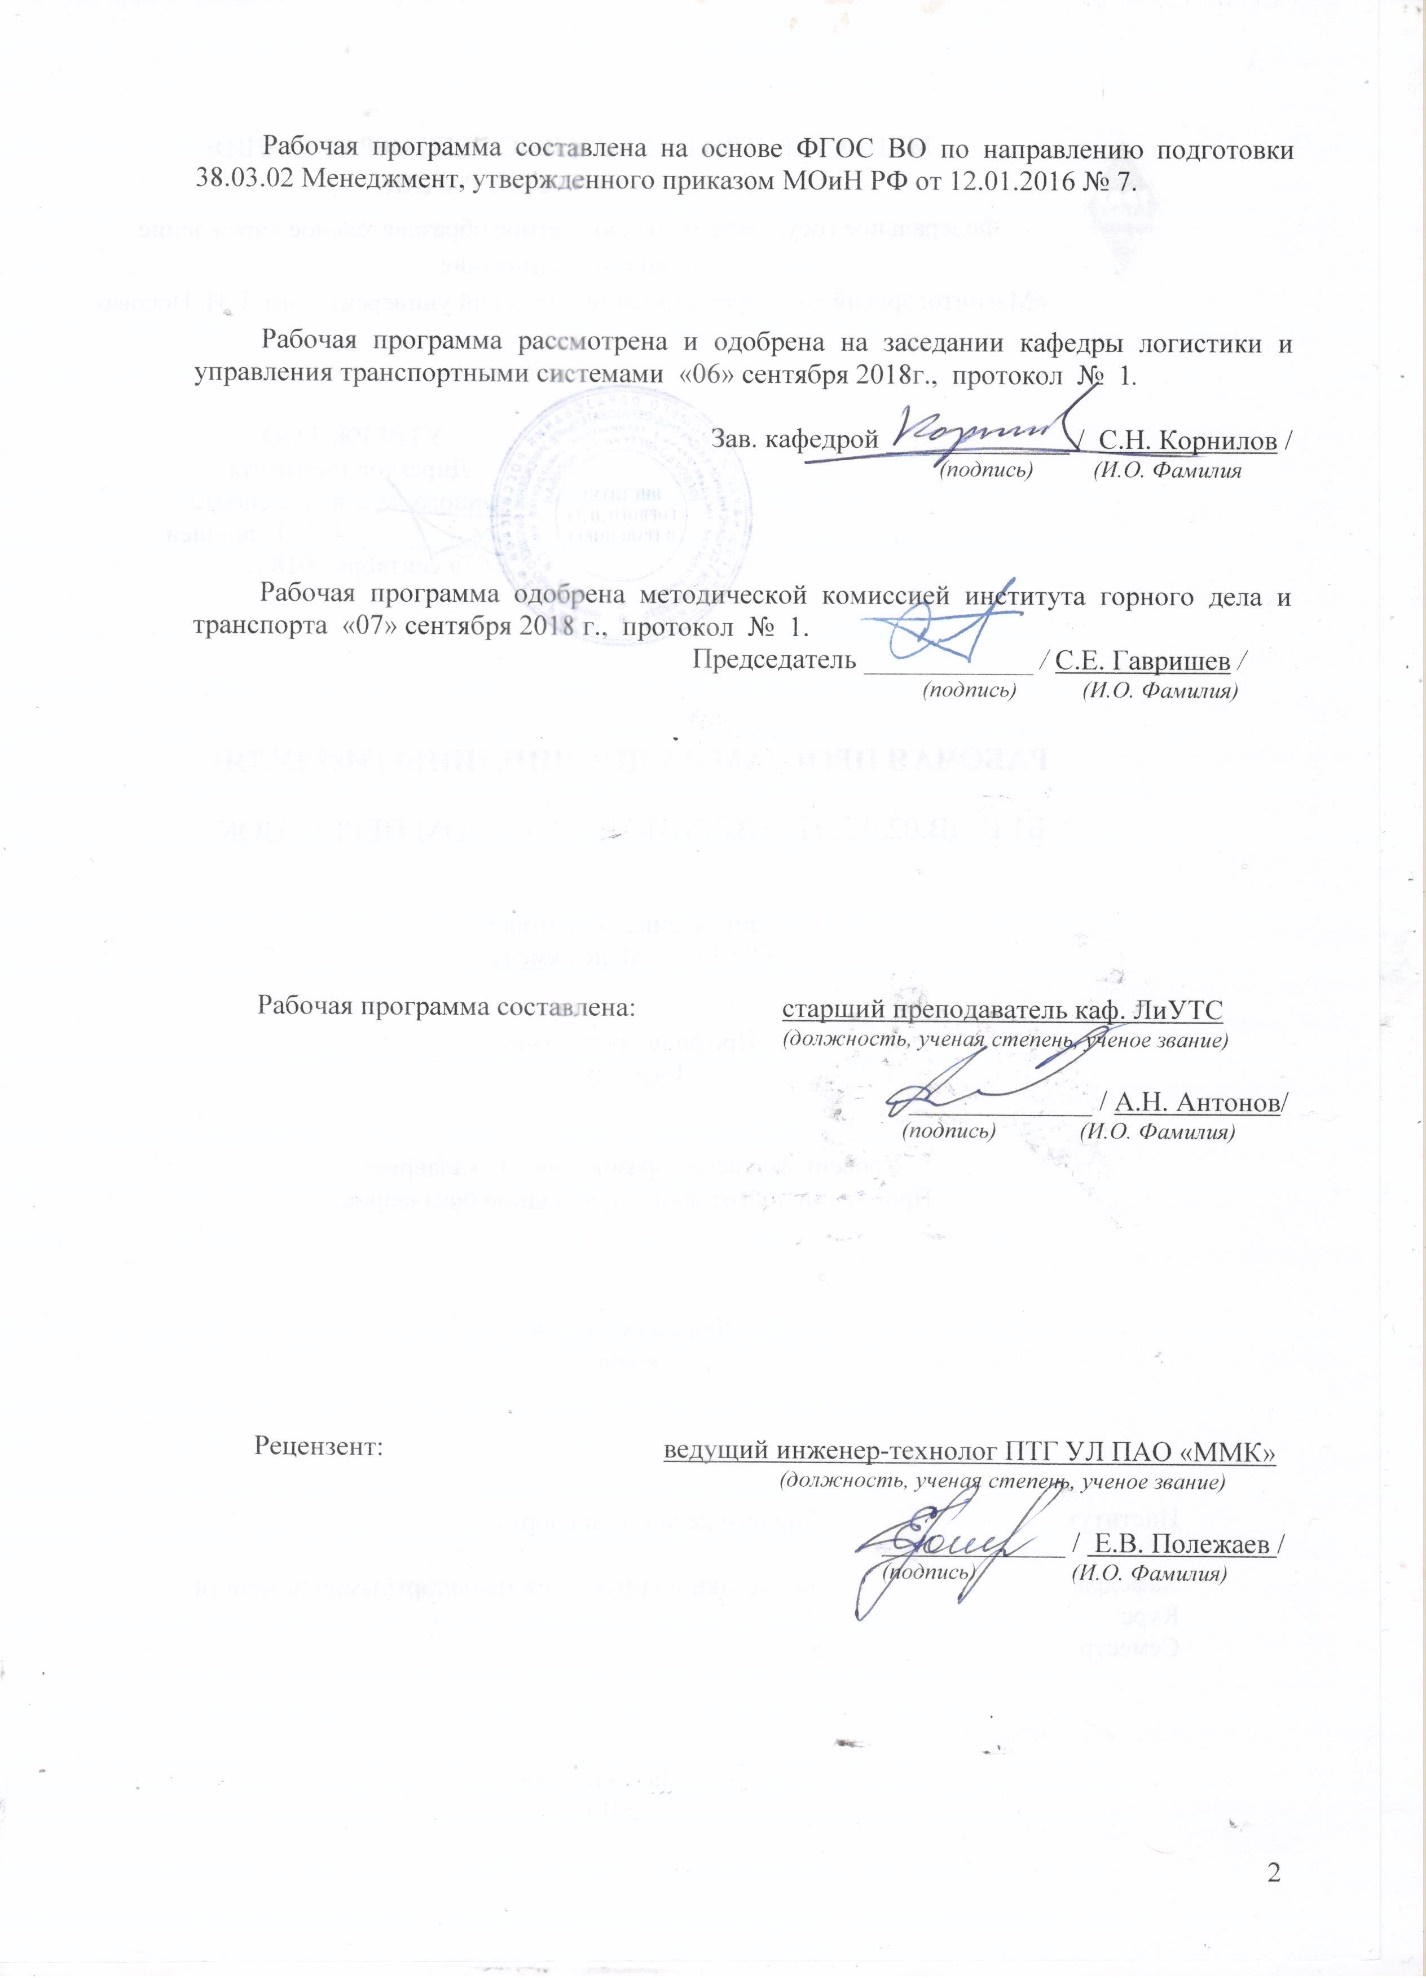 Рабочая программа составлена на основе ФГОС ВО по направлению подготовки
38.03.02 Менеджмент, утвержденного приказом МОиН РФ от 12.01.2016 № 7.
Рабочая программа рассмотрена и одобрена на заседании кафедры логистики и
управления транспортными системами «06» сентября 2018г., протокол № 1.
Зав. кафедрой ______________ / С.Н. Корнилов /
(подпись) (И.О. Фамилия
Рабочая программа одобрена методической комиссией института горного дела и
транспорта «07» сентября 2018 г., протокол № 1.
Председатель ____________ / С.Е. Гавришев /
(подпись) (И.О. Фамилия)
Рабочая программа составлена: старший преподаватель каф. ЛиУТС
(должность, ученая степень, ученое звание)
_____________ / А.Н. Антонов/
(подпись) (И.О. Фамилия)
Рецензент: ведущий инженер-технолог ПТГ УЛ ПАО «ММК»
(должность, ученая степень, ученое звание)
_____________ / Е.В. Полежаев /
(подпись) (И.О. Фамилия)
2